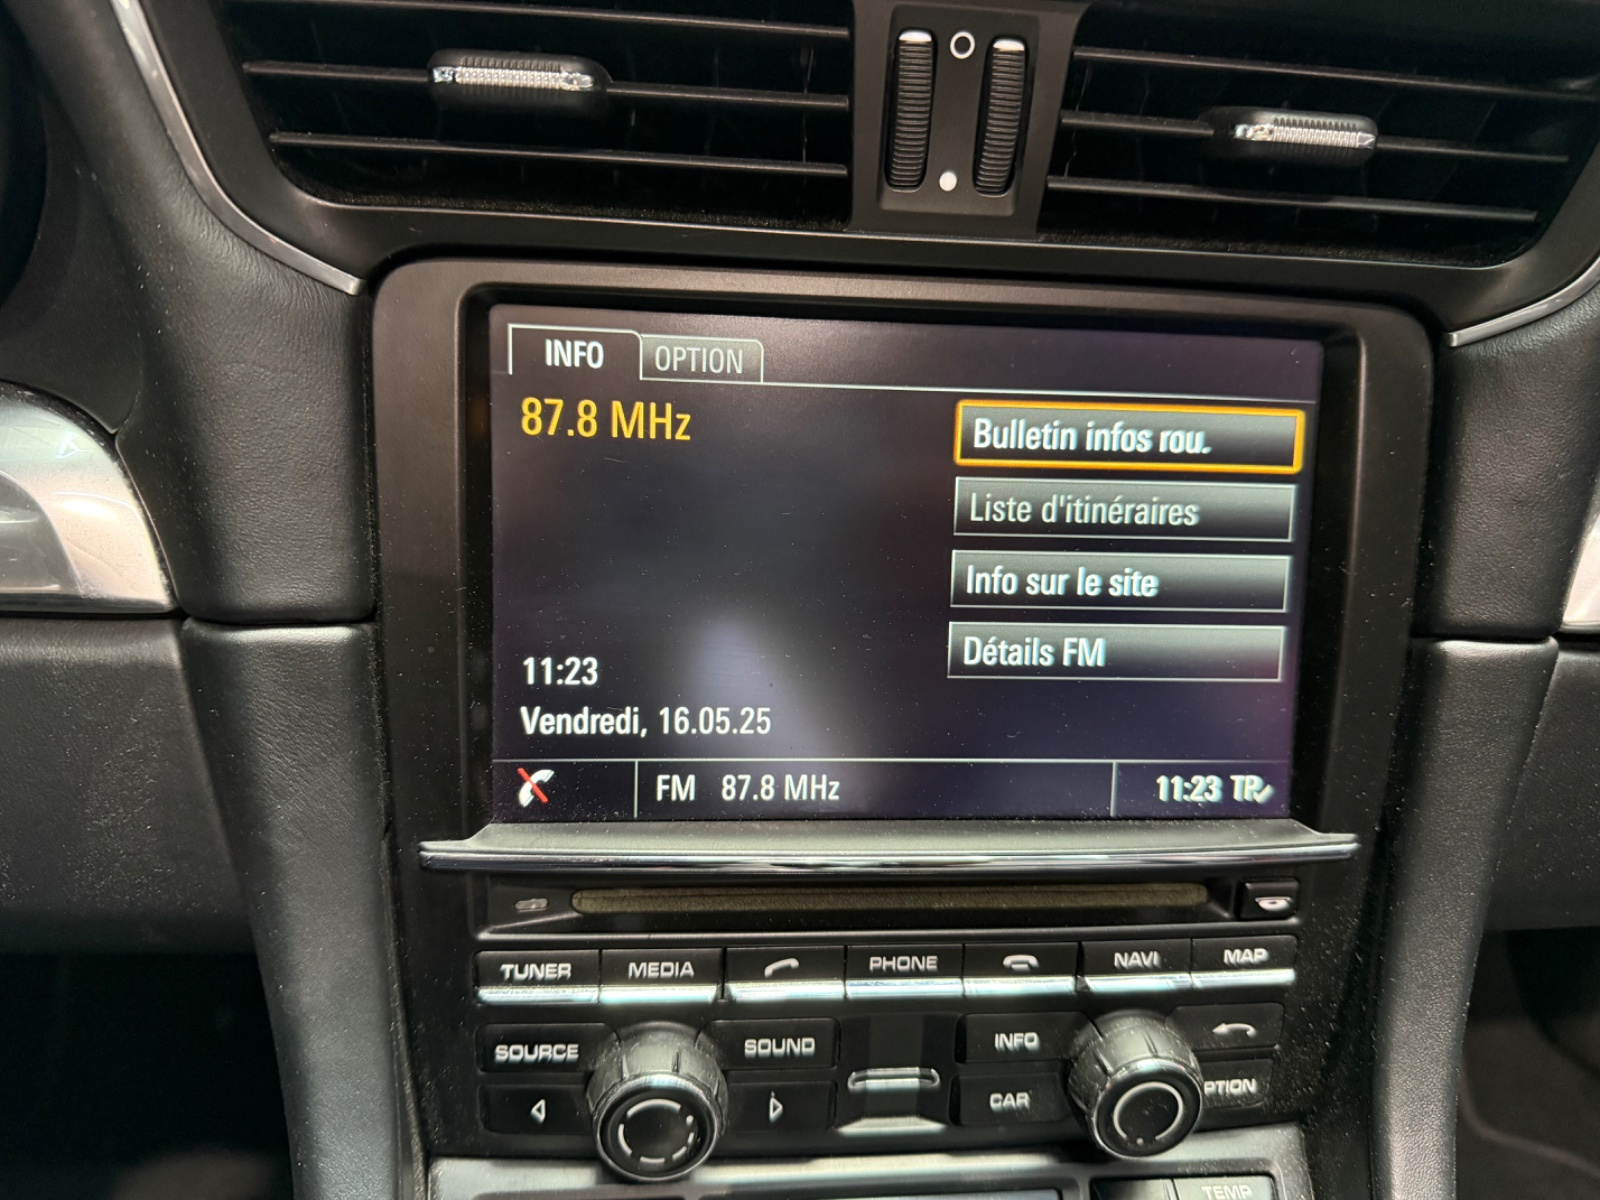 INFO OPTION
87.8 MHz
Bulletin infos rou.
Liste d'itinéraires
Info sur le site
Détails FM
11:23
Vendredi, 16.05.25
FM 87.8 MHz 11:23 TP
TUNER MEDIA PHONE NAVI MAP
SOURCE SOUND INFO
CAR PTION
TEMP